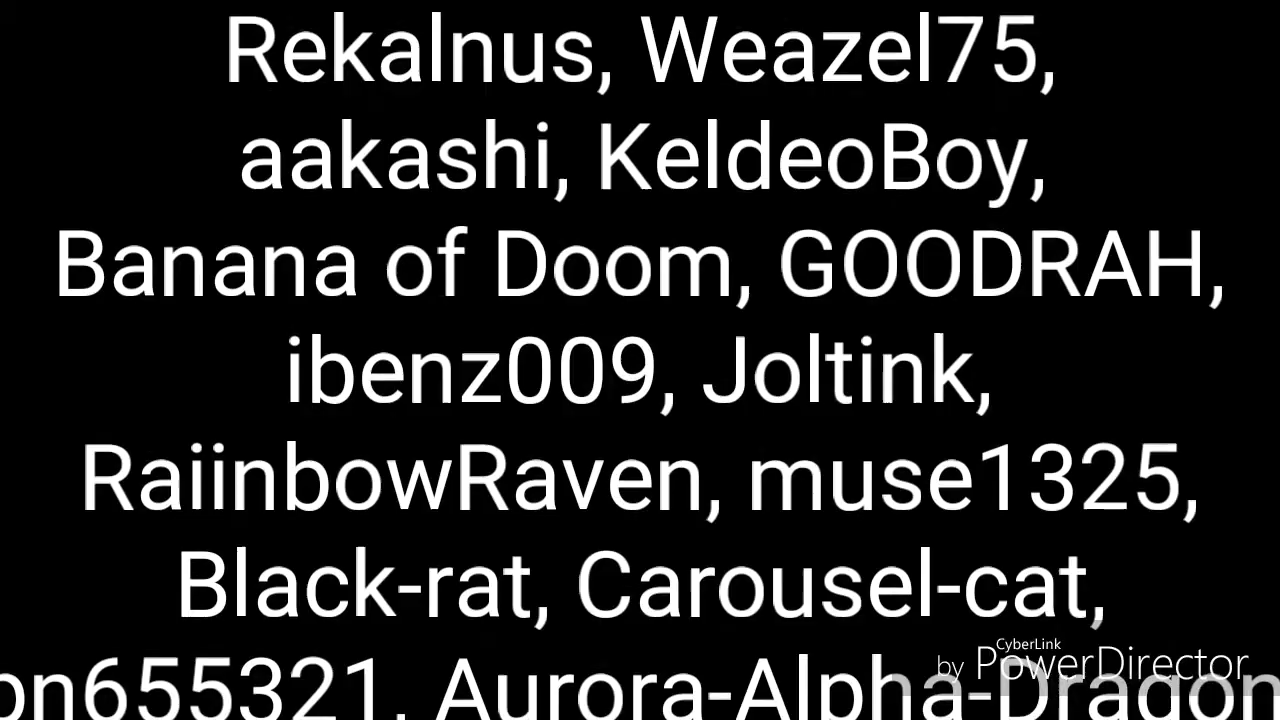 Rekalnus, Weazel75,
aakashi, KeldeoBoy,
Banana of Doom, GOODRAH,
ibenz009, Joltink,
RaiinbowRaven, muse1325,
Black-rat, Carousel-cat,
Aurora-Alpha-Dragon
CyberLink
by PowerDirector